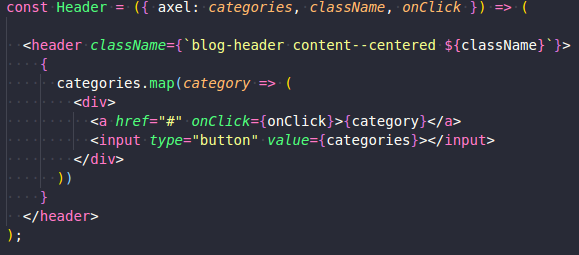 const Header = ({ axel: categories, className, onClick }) => (
<header className={`blog-header content--centered ${className}`}>
{
categories.map(category => (
<div>
<a href="#" onClick={onClick}>{category}</a>
<input type="button" value={categories}></input>
</div>
))
}
</header>
);